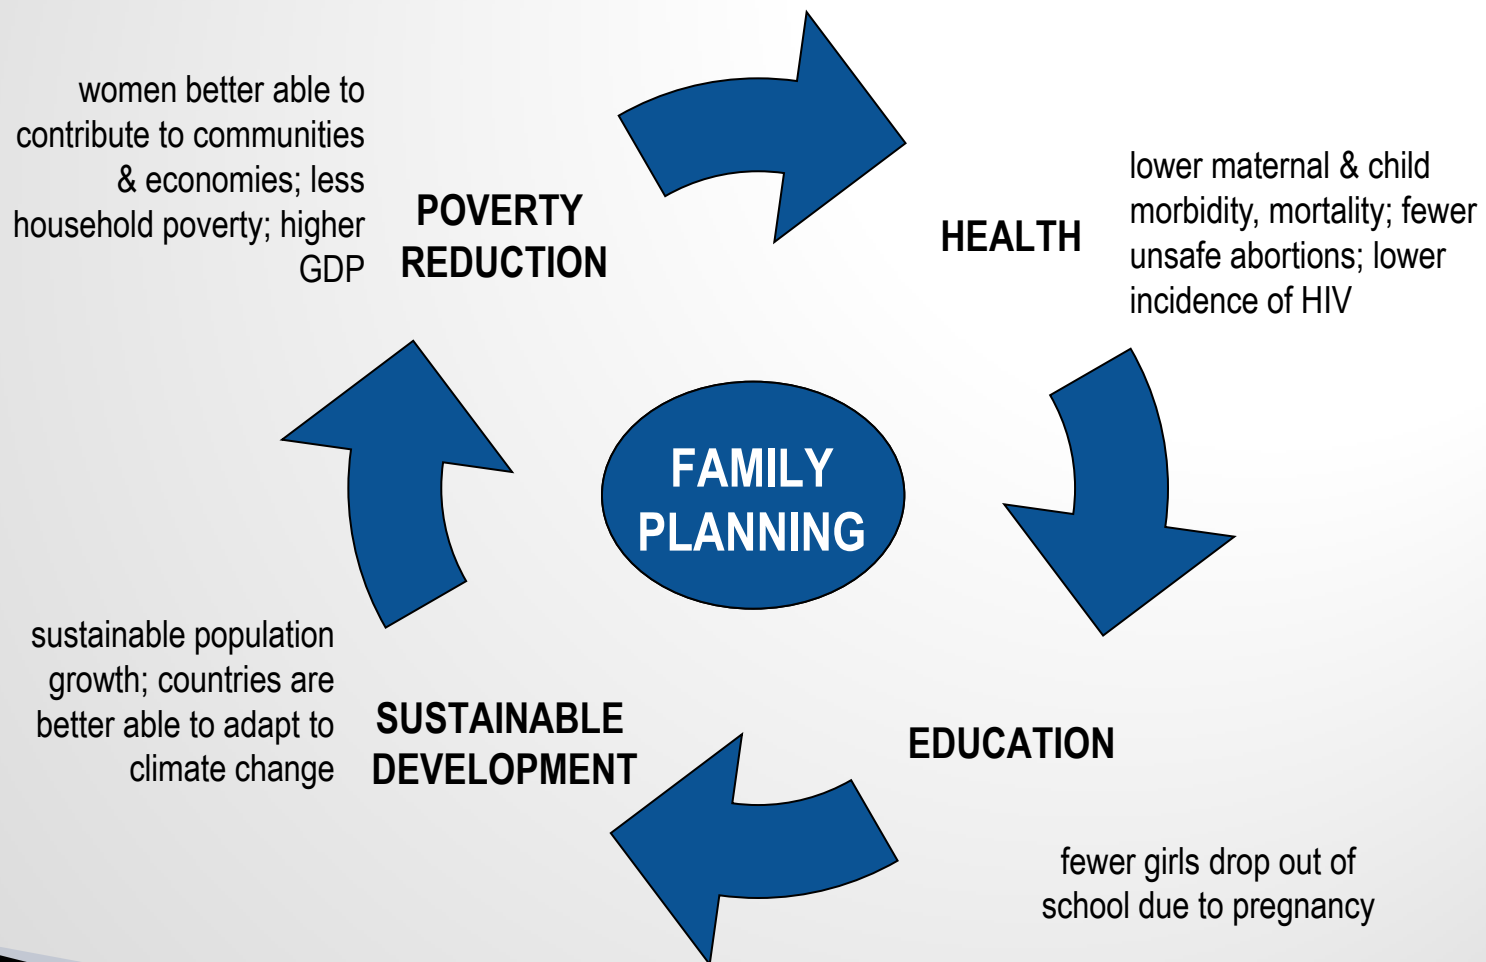 women better able to
contribute to communities
& economies; less
household poverty; higher
GDP
POVERTY
REDUCTION
HEALTH
lower maternal & child
morbidity, mortality; fewer
unsafe abortions; lower
incidence of HIV
FAMILY
PLANNING
sustainable population
growth; countries are
better able to adapt to
climate change
SUSTAINABLE
DEVELOPMENT
EDUCATION
fewer girls drop out of
school due to pregnancy